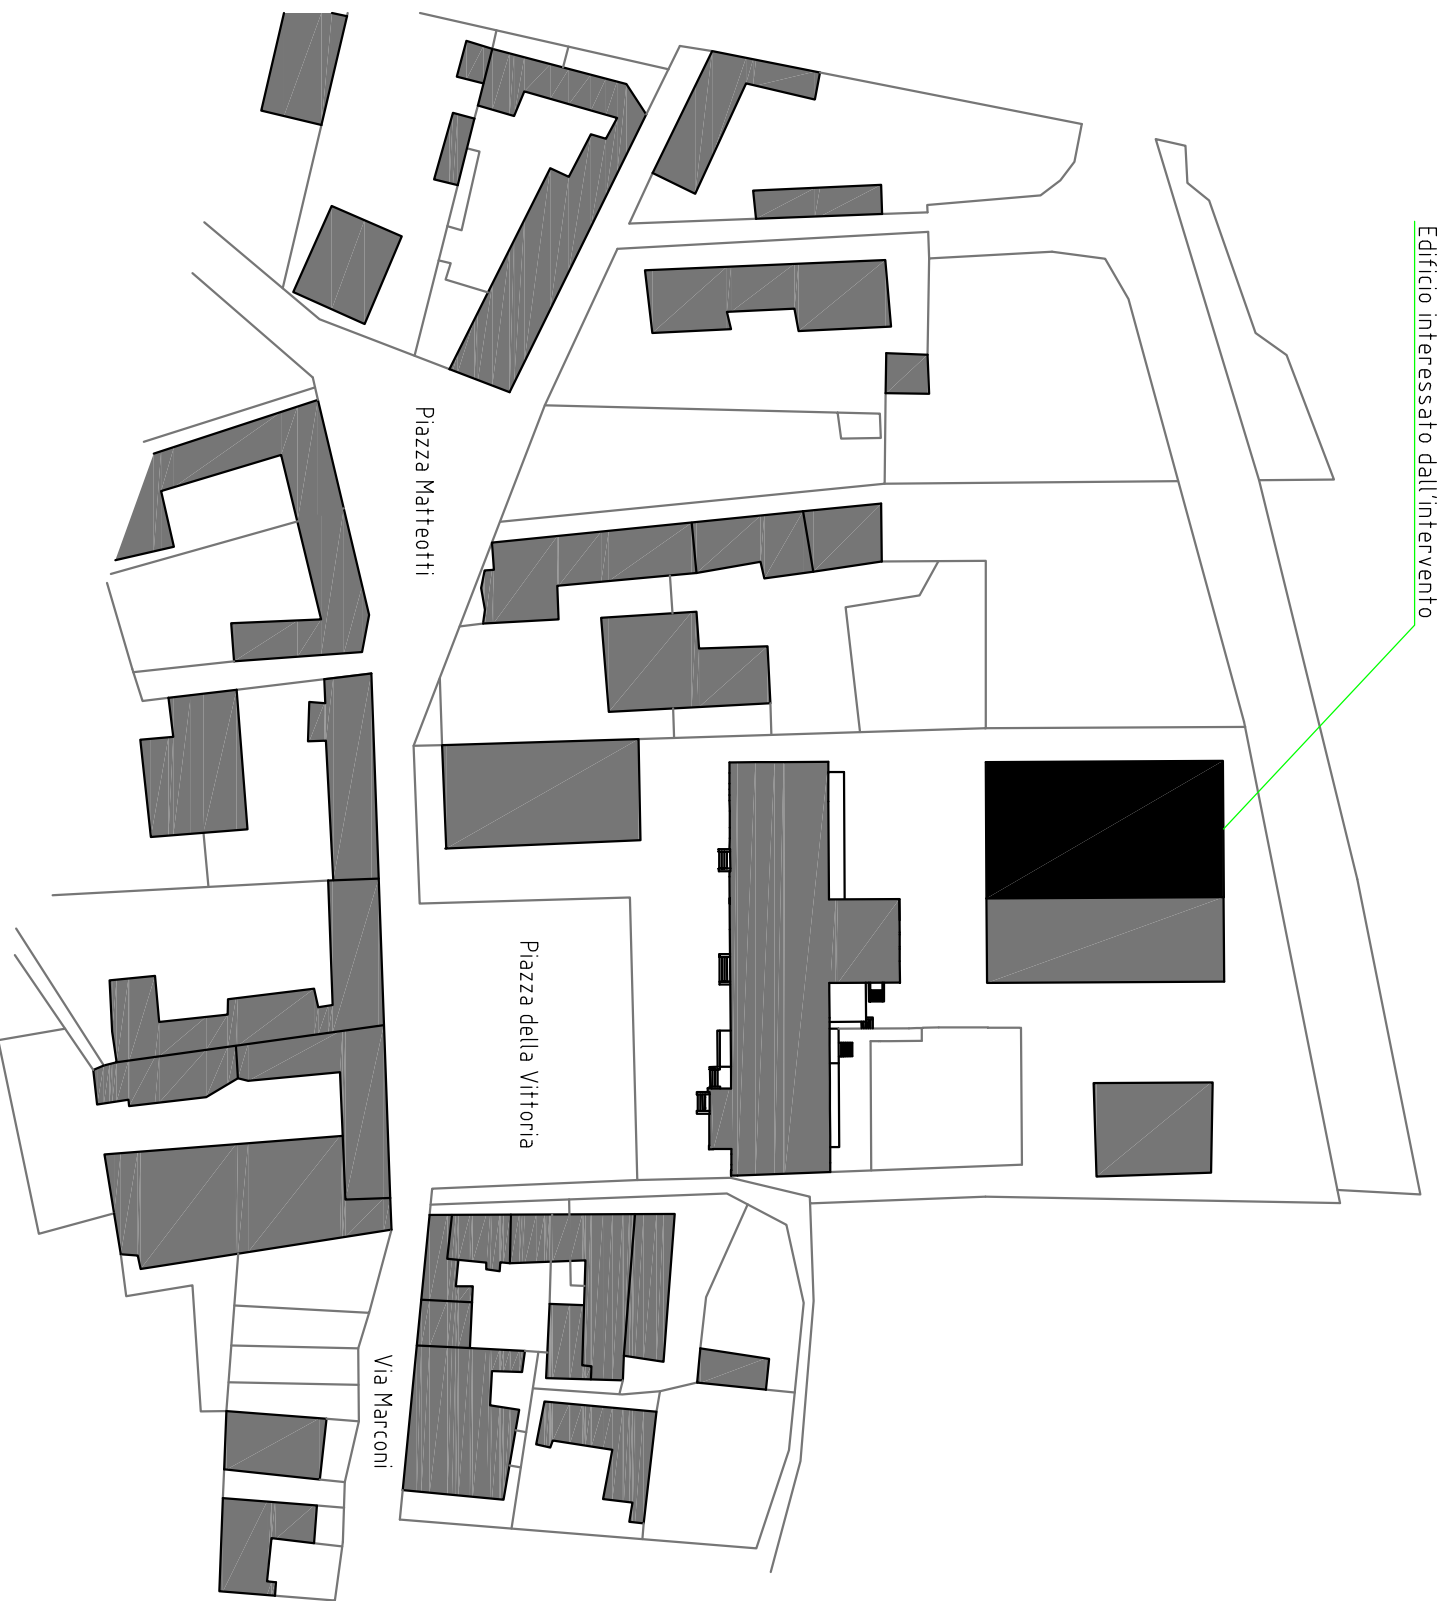 Edificio interessato dall'intervento
Piazza Matteotti
Piazza della Vittoria
Via Marconi